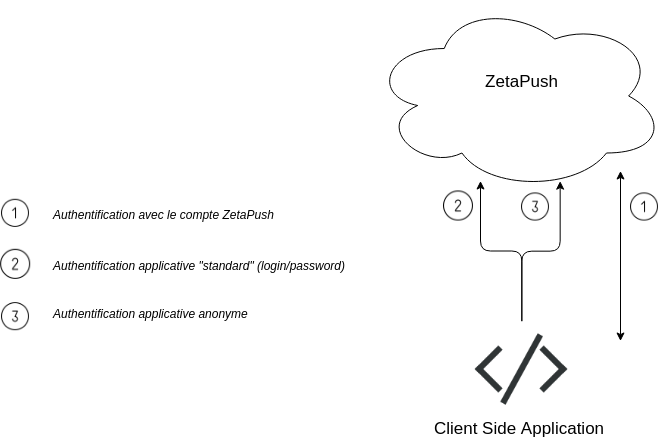 ZetaPush
2
3
1
1 Authentification avec le compte ZetaPush
2 Authentification applicative "standard" (login/password)
3 Authentification applicative anonyme
</>
Client Side Application